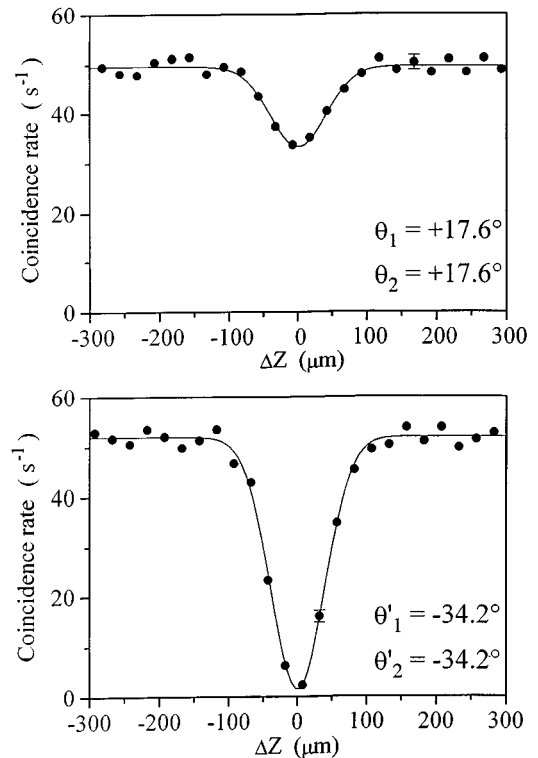 Coincidence rate ( s⁻¹ )
60
40
20
0
θ₁ = +17.6°
θ₂ = +17.6°
-300 -200 -100 0 100 200 300
ΔZ (μm)
Coincidence rate ( s⁻¹ )
60
40
20
0
θ'₁ = -34.2°
θ'₂ = -34.2°
-300 -200 -100 0 100 200 300
ΔZ (μm)